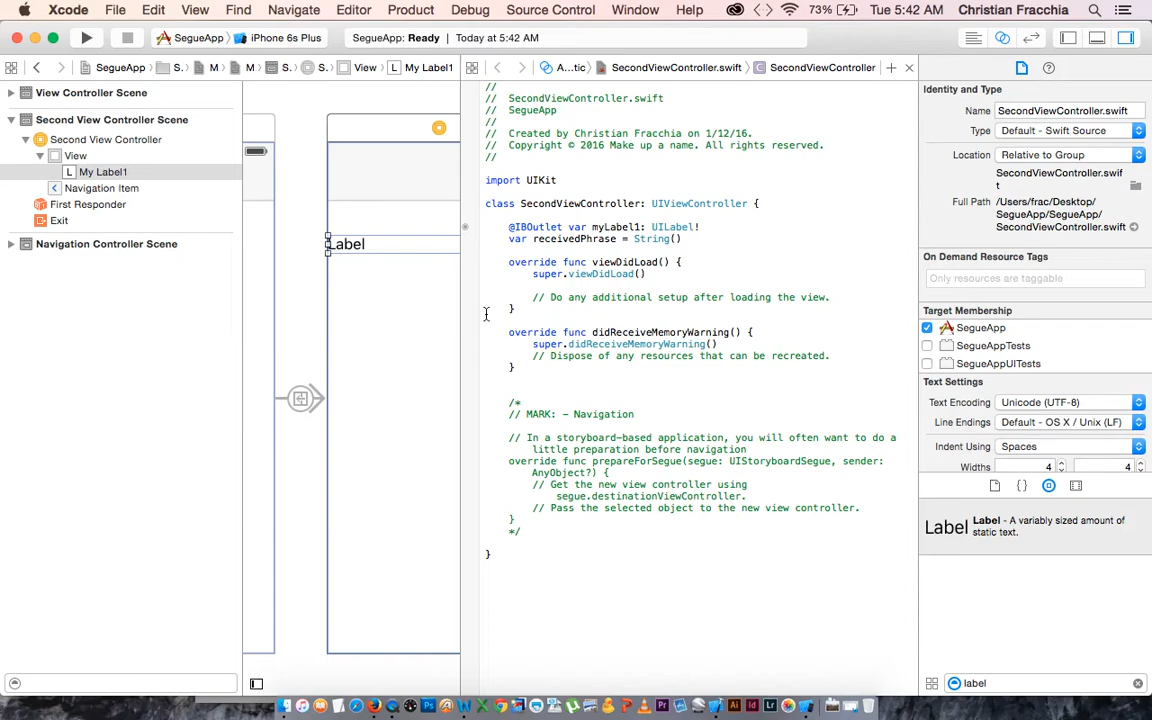 Xcode File Edit View Find Navigate Editor Product Debug Source Control Window Help 73% Tue 5:42 AM Christian Fracchia
SegueApp iPhone 6s Plus SegueApp: Ready | Today at 5:42 AM
SegueApp S. M M S. S. View My Label1 A...tic) SecondViewController.swift SecondViewController
View Controller Scene
Second View Controller Scene
Second View Controller
View
L My Label1
Navigation Item
First Responder
Exit
Navigation Controller Scene
Label
//
// SecondViewController.swift
// SegueApp
//
// Created by Christian Fracchia on 1/12/16.
// Copyright © 2016 Make up a name. All rights reserved.
//
import UIKit
class SecondViewController: UIViewController {
@IBOutlet var myLabel1: UILabel!
var receivedPhrase = String()
override func viewDidLoad() {
super.viewDidLoad()
// Do any additional setup after loading the view.
}
override func didReceiveMemoryWarning() {
super.didReceiveMemoryWarning()
// Dispose of any resources that can be recreated.
}
/*
// MARK: - Navigation
// In a storyboard-based application, you will often want to do a
little preparation before navigation
override func prepareForSegue(segue: UIStoryboardSegue, sender:
AnyObject?) {
// Get the new view controller using
segue.destinationViewController.
// Pass the selected object to the new view controller.
}
*/
}
Identity and Type
Name SecondViewController.swift
Type Default - Swift Source
Location Relative to Group
SecondViewController.swif
t
Full Path /Users/frac/Desktop/
SegueApp/SegueApp/
SecondViewController.swift
On Demand Resource Tags
Only resources are taggable
Target Membership
SegueApp
SegueAppTests
SegueAppUITests
Text Settings
Text Encoding Unicode (UTF-8)
Line Endings Default - OS X / Unix (LF)
Indent Using Spaces
Widths 4 4
{}
Label Label - A variably sized amount of
static text.
label